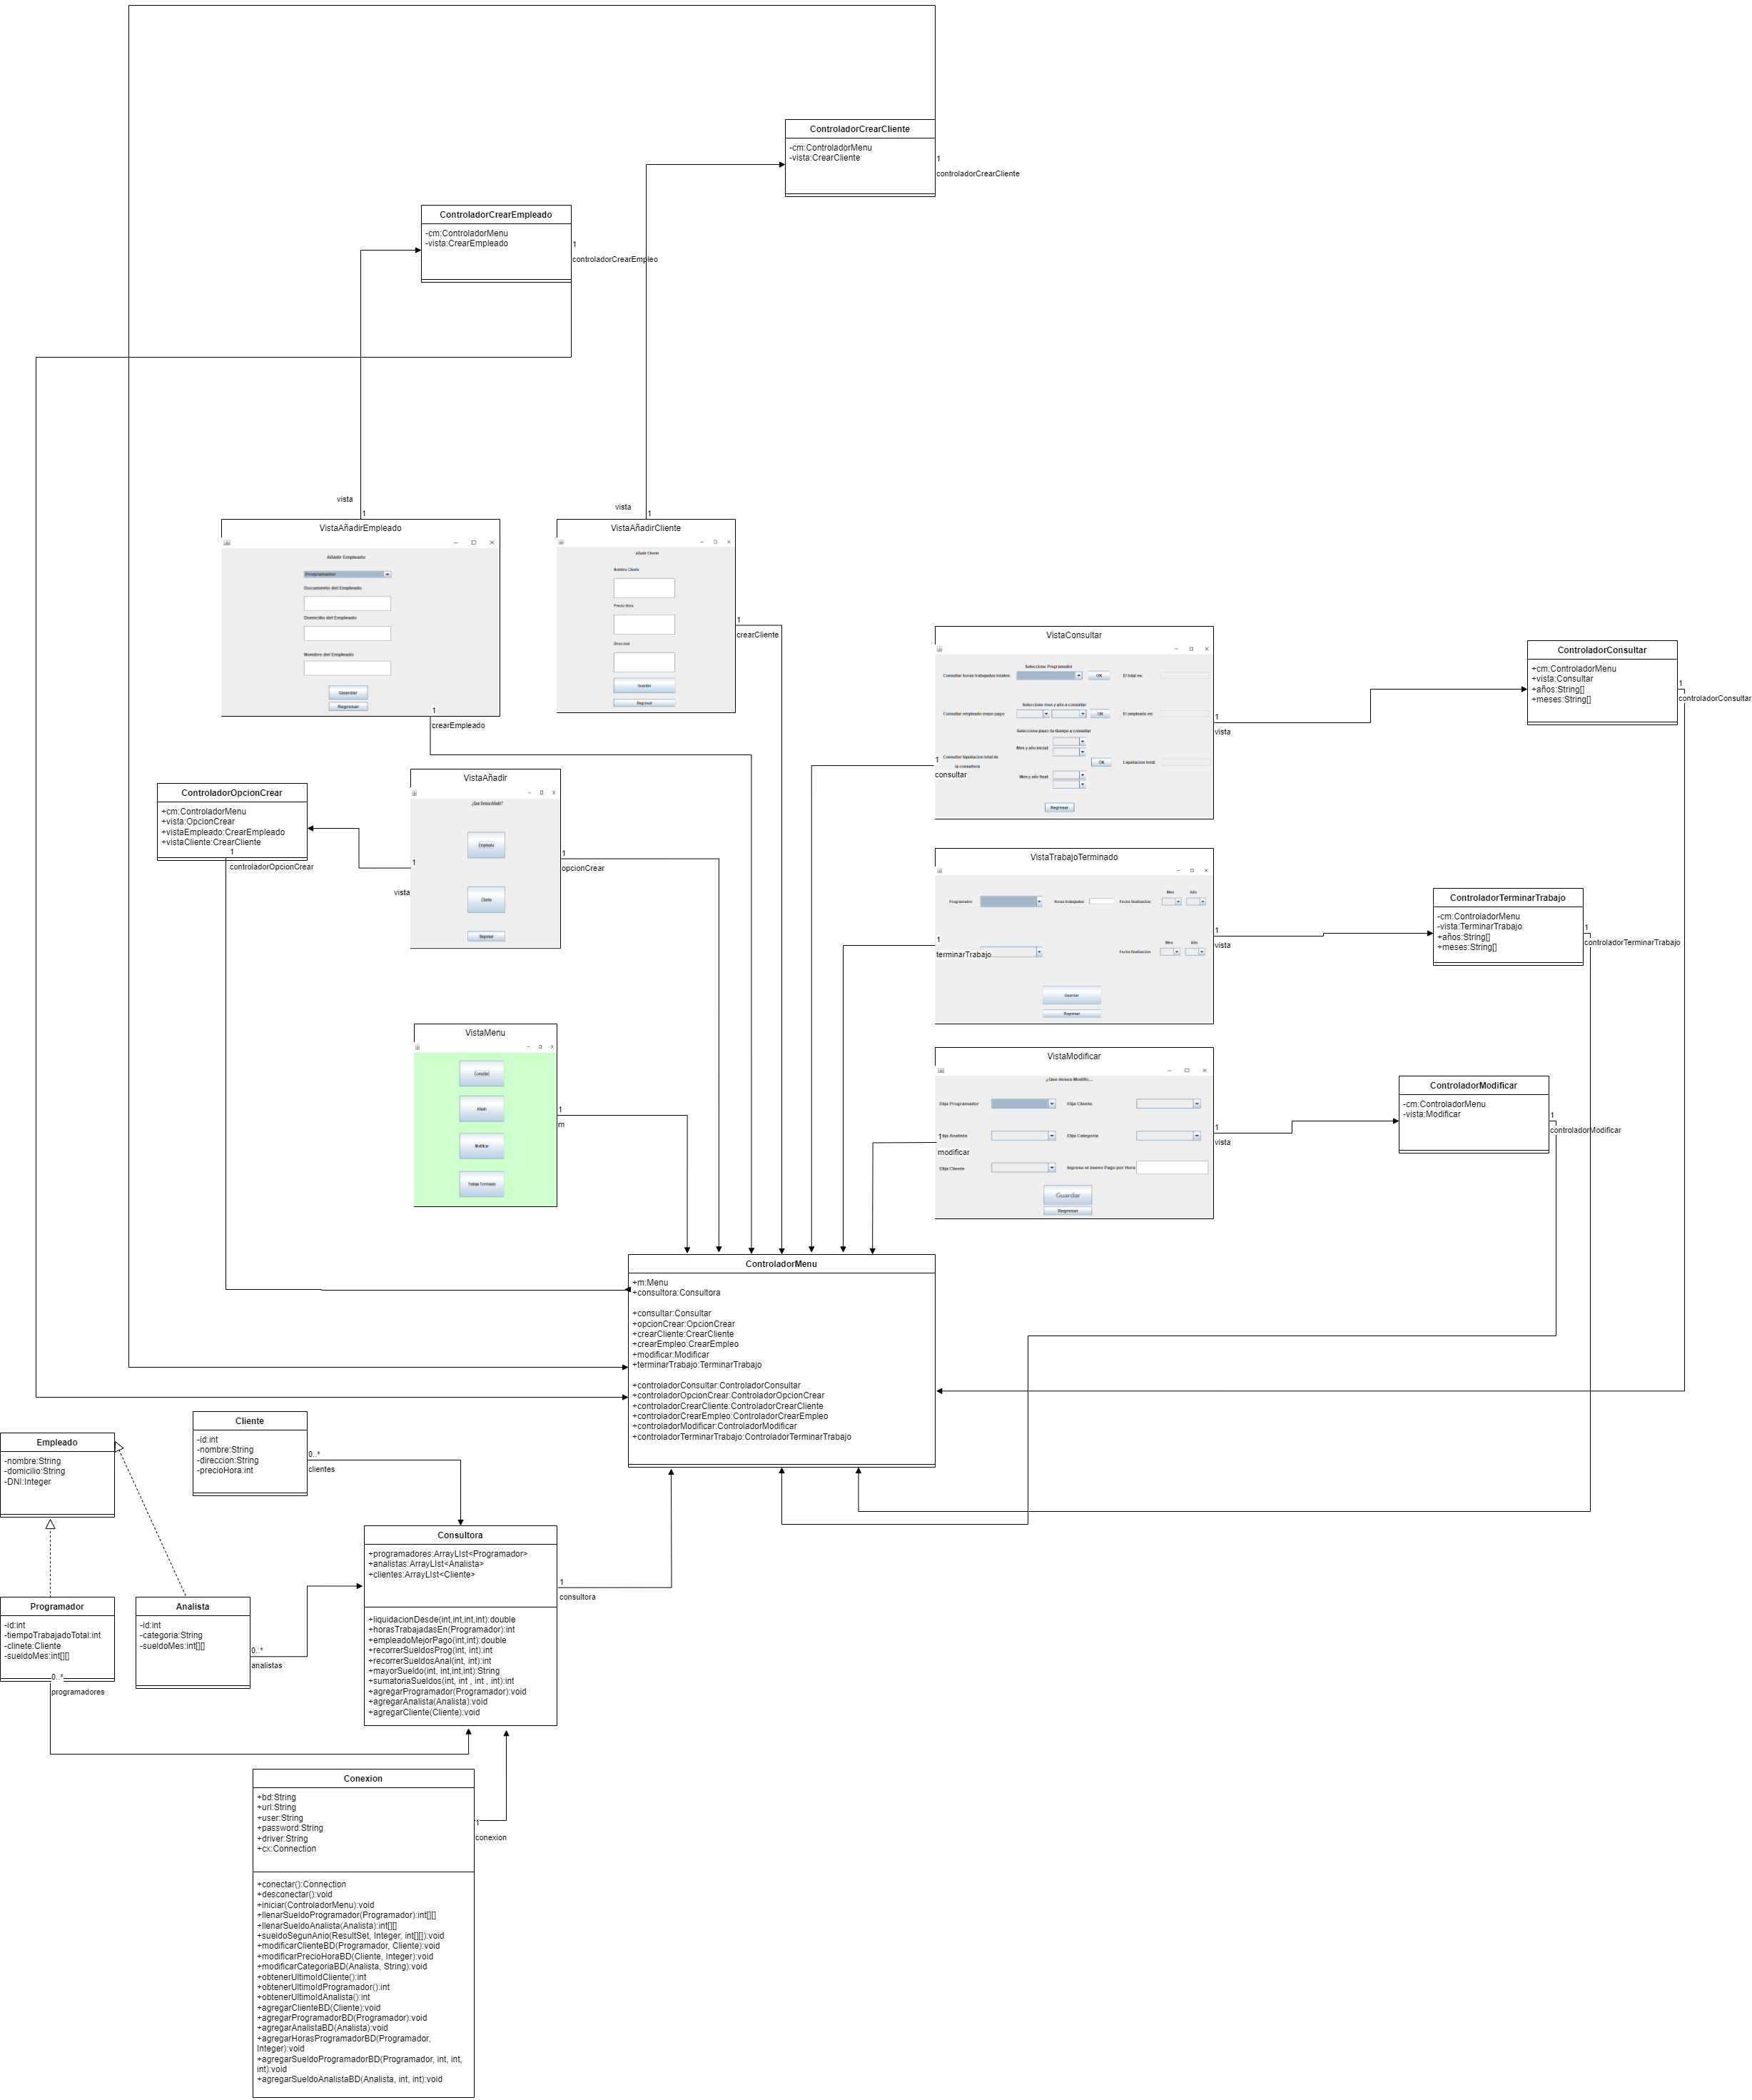 ControladorCrearCliente
-cm:ControladorMenu
-vista:CrearCliente
1
controladorCrearCliente
ControladorCrearEmpleado
-cm:ControladorMenu
-vista:CrearEmpleado
1
controladorCrearEmpleo
vista
1
vista
1
VistaAñadirEmpleado
Añadir Empleado
Programador
Documento del Empleado
Domicilio del Empleado
Nombre del Empleado
Guardar
Regresar
1
crearEmpleado
VistaAñadirCliente
Añadir Cliente
Nombre Cliente
Precio Hora
Direccion
Guardar
Regresar
1
crearCliente
VistaConsultar
Seleccione Programador
Consultar horas trabajadas totales:
OK
El total es:
Seleccione mes y año a consultar
Consultar empleado mejor pago:
OK
El empleado es:
Seleccione plazo de tiempo a consultar
Mes y año inicial:
Consultar liquidacion total de
la consultora
OK
Liquidacion total:
Mes y año final:
Regresar
1
consultar
1
vista
ControladorConsultar
+cm:ControladorMenu
+vista:Consultar
+años:String[]
+meses:String[]
1
controladorConsultar
ControladorOpcionCrear
+cm:ControladorMenu
+vista:OpcionCrear
+vistaEmpleado:CrearEmpleado
+vistaCliente:CrearCliente
1
controladorOpcionCrear
VistaAñadir
¿Que Desea Añadir?
Empleado
Cliente
Regresar
1
vista
1
opcionCrear
VistaTrabajoTerminado
Mes
Año
Programador
Horas trabajadas
Fecha finalizacion
Mes
Año
Fecha finalizacion
Guardar
Regresar
1
terminarTrabajo
1
vista
ControladorTerminarTrabajo
-cm:ControladorMenu
-vista:TerminarTrabajo
+años:String[]
+meses:String[]
1
controladorTerminarTrabajo
VistaMenu
Consultar
Añadir
Modificar
Trabajo Terminado
1
m
VistaModificar
¿Que desea Modific...
Elija Programador
Elija Cliente
Elija Categoria
Elija Cliente
Ingrese el nuevo Pago por Hora
Guardar
Regresar
1
modificar
1
vista
ControladorModificar
-cm:ControladorMenu
-vista:Modificar
1
controladorModificar
ControladorMenu
+m:Menu
+consultora:Consultora
+consultar:Consultar
+opcionCrear:OpcionCrear
+crearCliente:CrearCliente
+crearEmpleo:CrearEmpleo
+modificar:Modificar
+terminarTrabajo:TerminarTrabajo
+controladorConsultar:ControladorConsultar
+controladorOpcionCrear:ControladorOpcionCrear
+controladorCrearCliente:ControladorCrearCliente
+controladorCrearEmpleo:ControladorCrearEmpleo
+controladorModificar:ControladorModificar
+controladorTerminarTrabajo:ControladorTerminarTrabajo
Cliente
-id:int
-nombre:String
-direccion:String
-precioHora:int
0..*
clientes
Empleado
-nombre:String
-domicilio:String
-DNI:Integer
Consultora
+programadores:ArrayLIst<Programador>
+analistas:ArrayLIst<Analista>
+clientes:ArrayLIst<Cliente>
+liquidacionDesde(int,int,int,int):double
+horasTrabajadasEn(Programador):int
+empleadoMejorPago(int,int):double
+recorrerSueldosProg(int, int):int
+recorrerSueldosAnal(int, int):int
+mayorSueldo(int, int,int,int):String
+sumatoriaSueldos(int, int , int , int):int
+agregarProgramador(Programador):void
+agregarAnalista(Analista):void
+agregarCliente(Cliente):void
1
consultora
Programador
-id:int
-tiempoTrabajadoTotal:int
-clinete:Cliente
-sueldoMes:int[][]
0..*
programadores
Analista
-id:int
-categoria:String
-sueldoMes:int[][]
0..*
analistas
Conexion
+bd:String
+url:String
+user:String
+password:String
+driver:String
+cx:Connection
1
conexion
+conectar():Connection
+desconectar():void
+iniciar(ControladorMenu):void
+llenarSueldoProgramador(Programador):int[][]
+llenarSueldoAnalista(Analista):int[][]
+sueldoSegunAnio(ResultSet, Integer, int[][]):void
+modificarClienteBD(Programador, Cliente):void
+modificarPrecioHoraBD(Cliente, Integer):void
+modificarCategoriaBD(Analista, String):void
+obtenerUltimoIdCliente():int
+obtenerUltimoIdProgramador():int
+obtenerUltimoIdAnalista():int
+agregarClienteBD(Cliente):void
+agregarProgramadorBD(Programador):void
+agregarAnalistaBD(Analista):void
+agregarHorasProgramadorBD(Programador,
Integer):void
+agregarSueldoProgramadorBD(Programador, int, int,
int):void
+agregarSueldoAnalistaBD(Analista, int, int):void